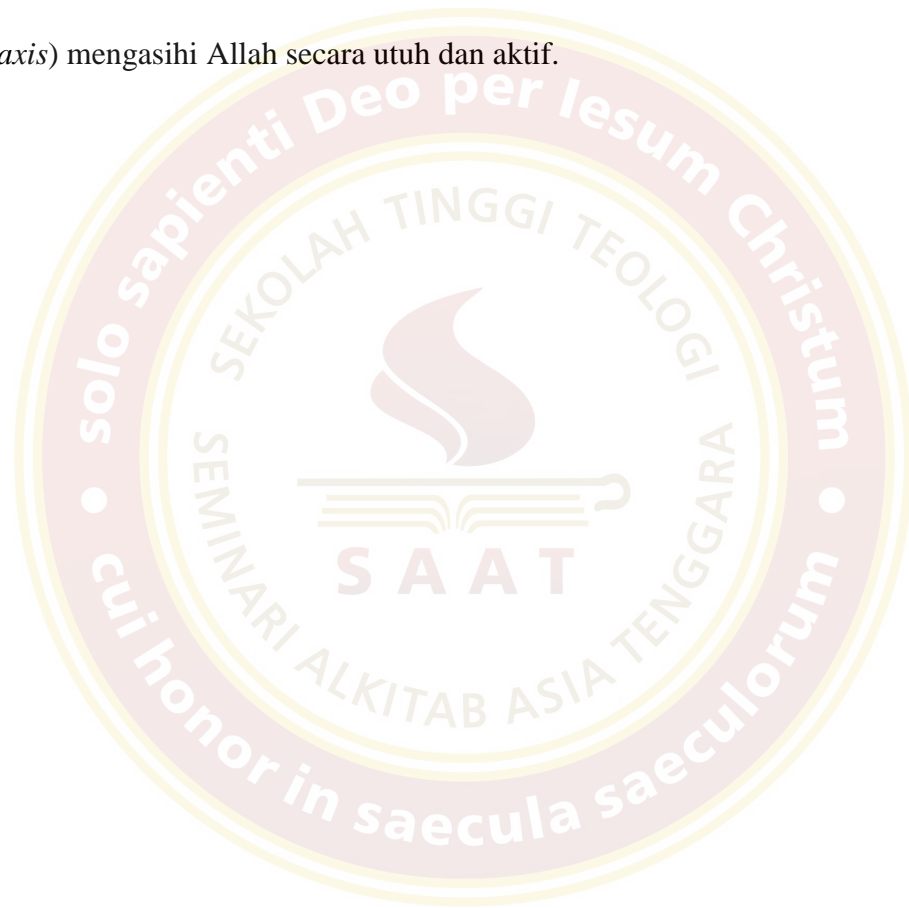 axis) mengasihi Allah secara utuh dan aktif.
solo sapienti Deo per Iesum Christum
SEKOLAH TINGGI TEOLOGI
SAAT
SEMINARI ALKITAB ASIA TENGGARA
cui honor in saecula saeculorum